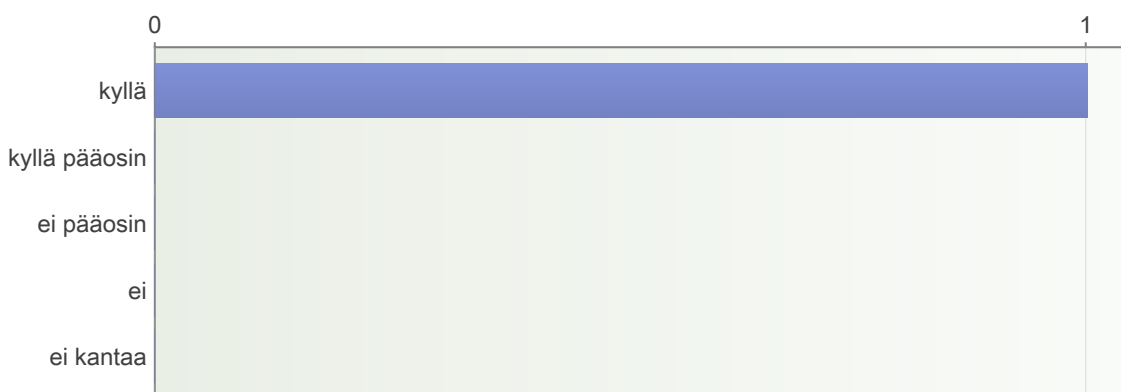 0 1
kyllä
kyllä pääosin
ei pääosin
ei
ei kantaa